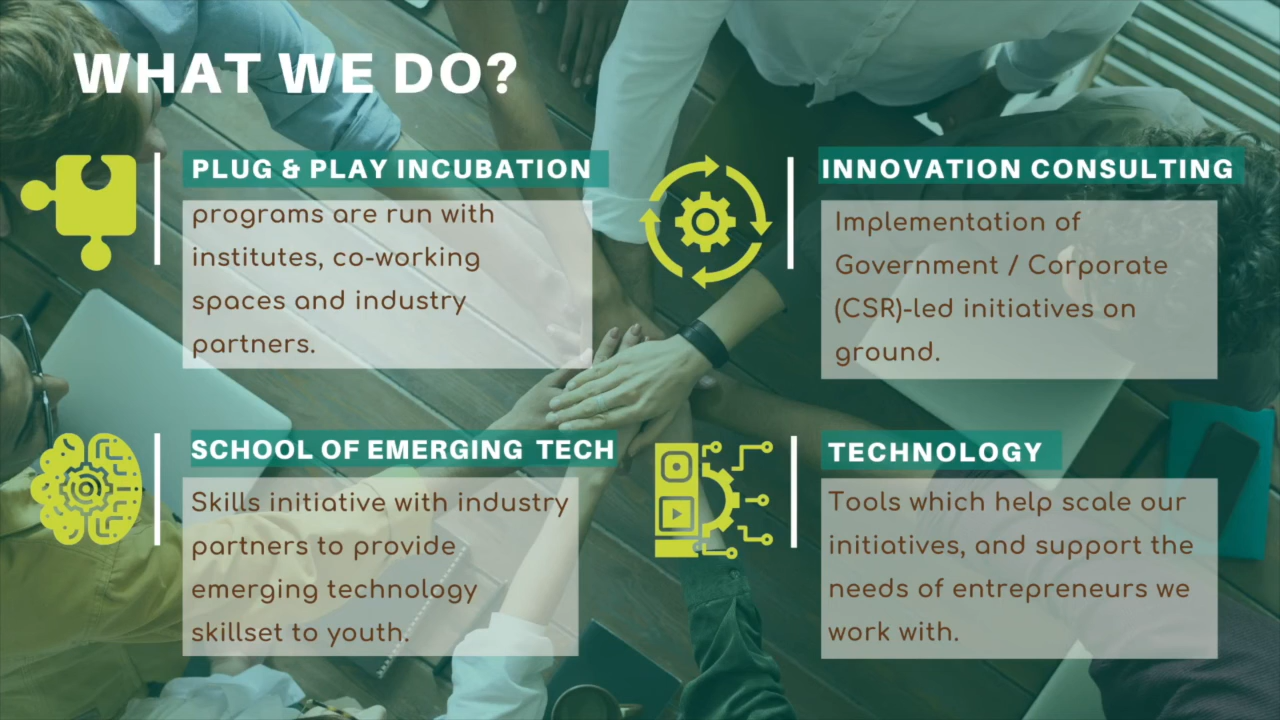 WHAT WE DO?
PLUG & PLAY INCUBATION
programs are run with
institutes, co-working
spaces and industry
partners.
INNOVATION CONSULTING
Implementation of
Government / Corporate
(CSR)-led initiatives on
ground.
SCHOOL OF EMERGING TECH
Skills initiative with industry
partners to provide
emerging technology
skillset to youth.
TECHNOLOGY
Tools which help scale our
initiatives, and support the
needs of entrepreneurs we
work with.